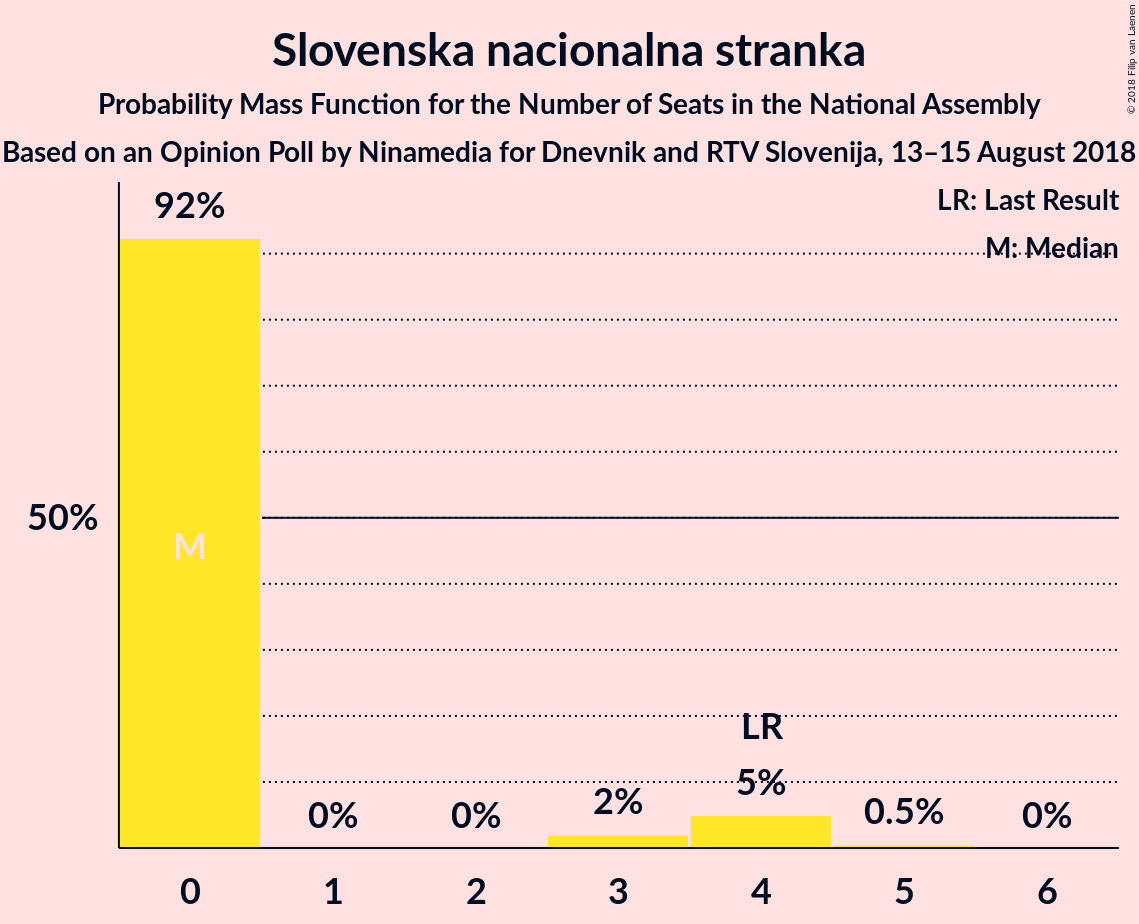 Slovenska nacionalna stranka
Probability Mass Function for the Number of Seats in the National Assembly
Based on an Opinion Poll by Ninamedia for Dnevnik and RTV Slovenija, 13–15 August 2018
© 2018 Filip van Laenen
LR: Last Result
M: Median
92%
50%
M
LR
0% 0% 2% 5% 0.5% 0%
0 1 2 3 4 5 6